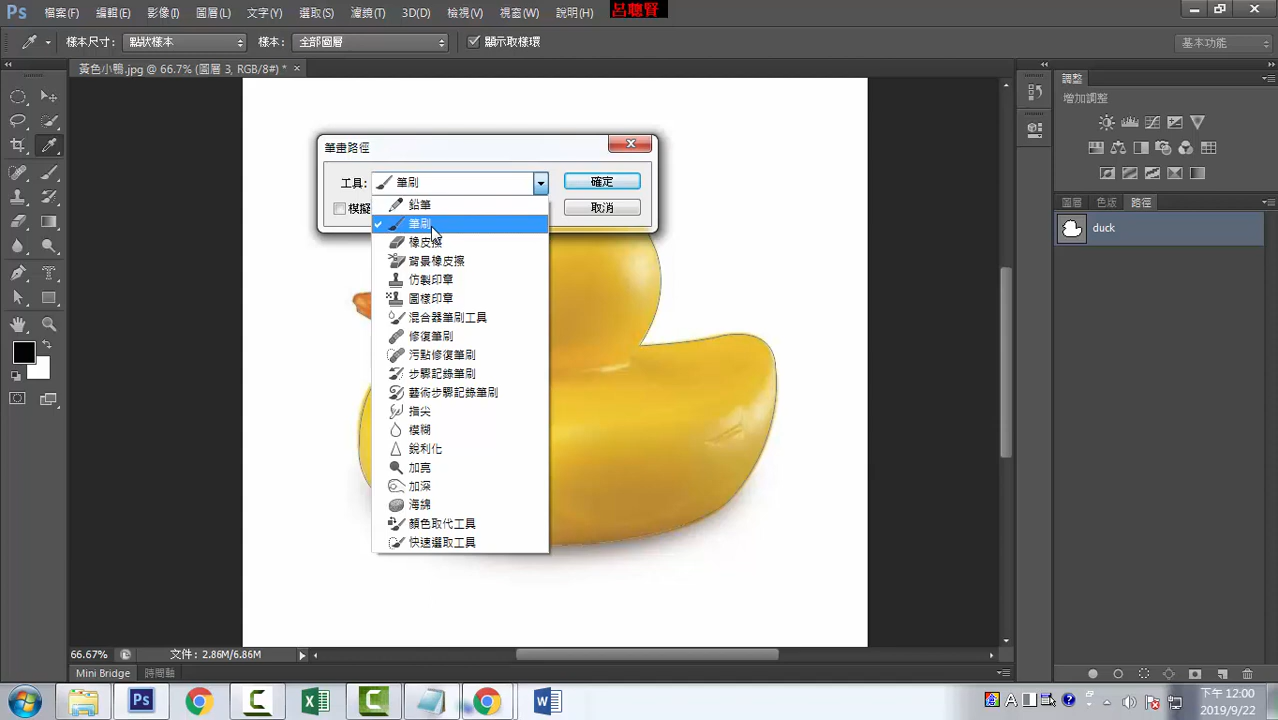 Ps 檔案(F) 編輯(E) 影像(I) 圖層(L) 文字(Y) 選取(S) 濾鏡(T) 3D(D) 檢視(V) 視窗(W) 說明(H) 呂聰賢
樣本尺寸: 點狀樣本 樣本: 全部圖層 顯示取樣環 基本功能
黃色小鴨.jpg @ 66.7% (圖層 3, RGB/8#) *
調整
增加調整
筆畫路徑
工具: 筆刷 確定
模擬 取消
鉛筆
筆刷
橡皮擦
背景橡皮擦
仿製印章
圖樣印章
混合器筆刷工具
修復筆刷
污點修復筆刷
步驟記錄筆刷
藝術步驟記錄筆刷
指尖
模糊
銳利化
加亮
加深
海綿
顏色取代工具
快速選取工具
圖層 色版 路徑
duck
66.67% 文件: 2.86M/6.86M
Mini Bridge 時間軸
Ps
下午 12:00
2019/9/22